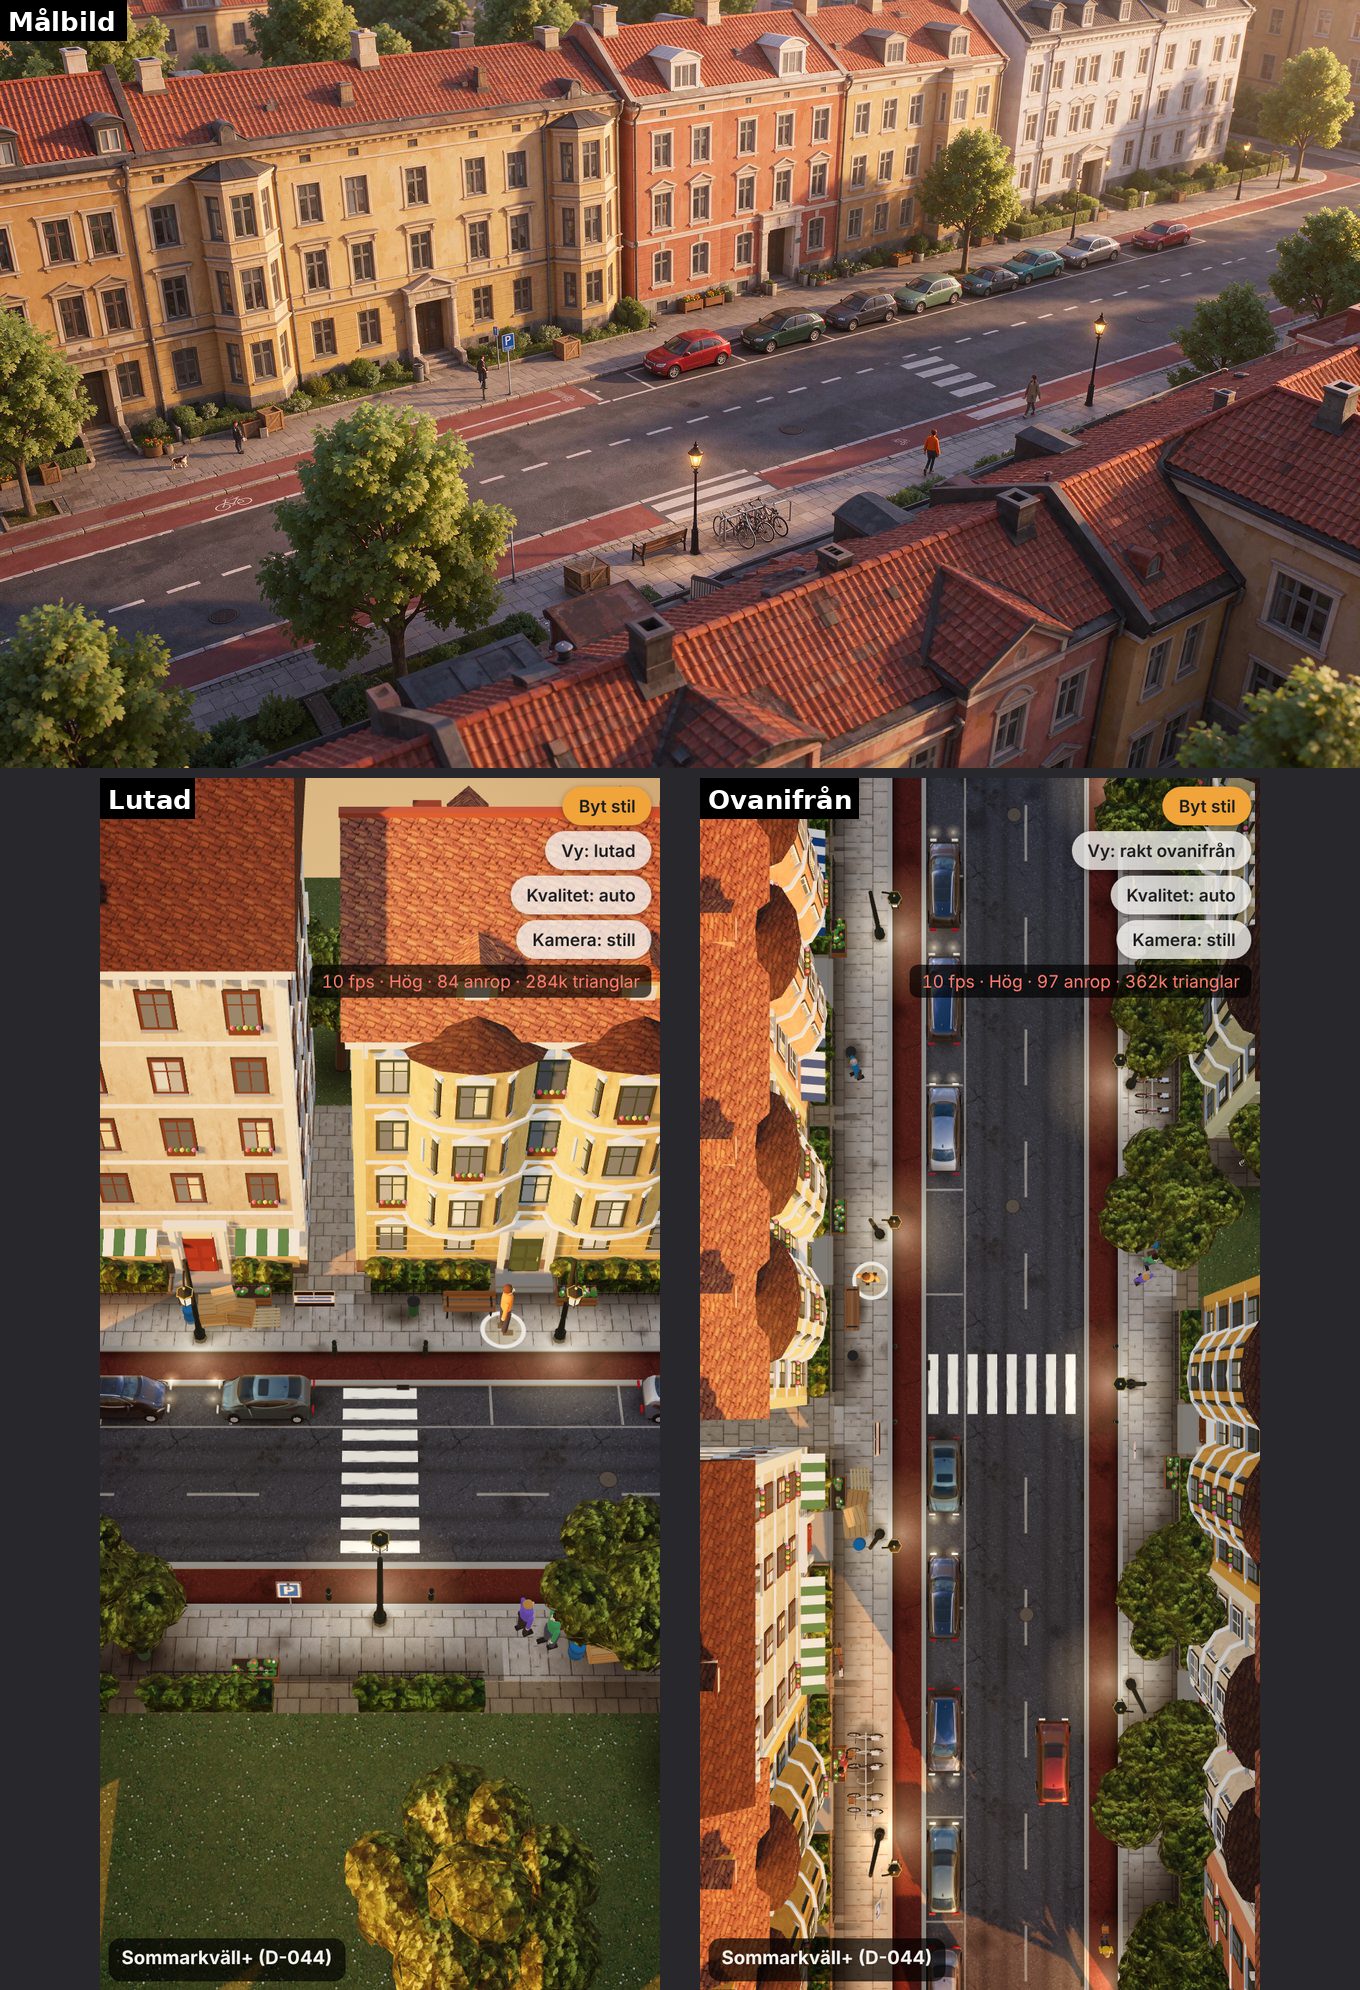 Målbild
P
Lutad
Byt stil
Vy: lutad
Kvalitet: auto
Kamera: still
10 fps · Hög · 84 anrop · 284k trianglar
P
Sommarkväll+ (D-044)
Ovanifrån
Byt stil
Vy: rakt ovanifrån
Kvalitet: auto
Kamera: still
10 fps · Hög · 97 anrop · 362k trianglar
Sommarkväll+ (D-044)